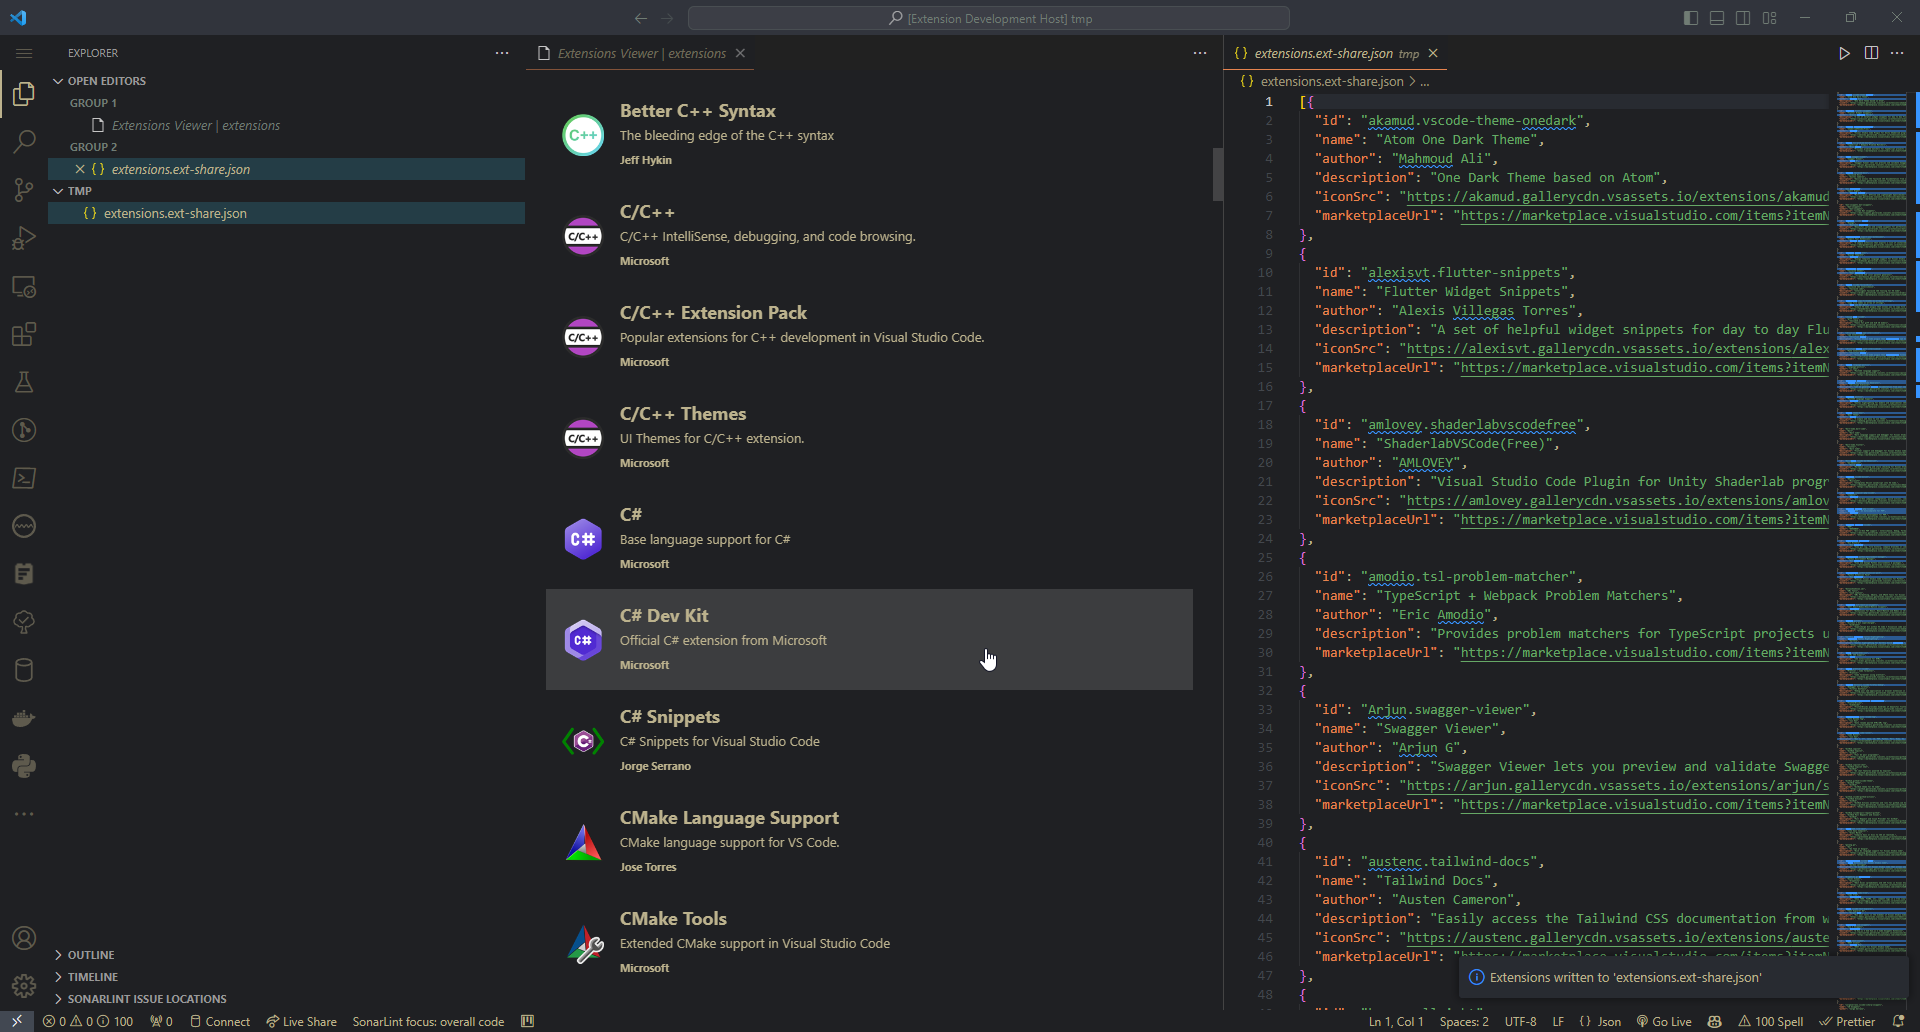 [Extension Development Host] tmp
EXPLORER
OPEN EDITORS
GROUP 1
Extensions Viewer | extensions
GROUP 2
{} extensions.ext-share.json
TMP
{} extensions.ext-share.json
OUTLINE
TIMELINE
SONARLINT ISSUE LOCATIONS
Extensions Viewer | extensions
C++
Better C++ Syntax
The bleeding edge of the C++ syntax
Jeff Hykin
C/C++
C/C++
C/C++ IntelliSense, debugging, and code browsing.
Microsoft
C/C++
C/C++ Extension Pack
Popular extensions for C++ development in Visual Studio Code.
Microsoft
C/C++
C/C++ Themes
UI Themes for C/C++ extension.
Microsoft
C#
C#
Base language support for C#
Microsoft
C#
C# Dev Kit
Official C# extension from Microsoft
Microsoft
C# Snippets
C# Snippets for Visual Studio Code
Jorge Serrano
CMake Language Support
CMake language support for VS Code.
Jose Torres
CMake Tools
Extended CMake support in Visual Studio Code
Microsoft
{} extensions.ext-share.json tmp
{} extensions.ext-share.json > ...
1 [{
2 "id": "akamud.vscode-theme-onedark",
3 "name": "Atom One Dark Theme",
4 "author": "Mahmoud Ali",
5 "description": "One Dark Theme based on Atom",
6 "iconSrc": "https://akamud.gallerycdn.vsassets.io/extensions/akamud
7 "marketplaceUrl": "https://marketplace.visualstudio.com/items?itemN
8 },
9 {
10 "id": "alexisvt.flutter-snippets",
11 "name": "Flutter Widget Snippets",
12 "author": "Alexis Villegas Torres",
13 "description": "A set of helpful widget snippets for day to day Flu
14 "iconSrc": "https://alexisvt.gallerycdn.vsassets.io/extensions/alex
15 "marketplaceUrl": "https://marketplace.visualstudio.com/items?itemN
16 },
17 {
18 "id": "amlovey.shaderlabvscodefree",
19 "name": "ShaderlabVSCode(Free)",
20 "author": "AMLOVEY",
21 "description": "Visual Studio Code Plugin for Unity Shaderlab progr
22 "iconSrc": "https://amlovey.gallerycdn.vsassets.io/extensions/amlov
23 "marketplaceUrl": "https://marketplace.visualstudio.com/items?itemN
24 },
25 {
26 "id": "amodio.tsl-problem-matcher",
27 "name": "TypeScript + Webpack Problem Matchers",
28 "author": "Eric Amodio",
29 "description": "Provides problem matchers for TypeScript projects u
30 "marketplaceUrl": "https://marketplace.visualstudio.com/items?itemN
31 },
32 {
33 "id": "Arjun.swagger-viewer",
34 "name": "Swagger Viewer",
35 "author": "Arjun G",
36 "description": "Swagger Viewer lets you preview and validate Swagge
37 "iconSrc": "https://arjun.gallerycdn.vsassets.io/extensions/arjun/s
38 "marketplaceUrl": "https://marketplace.visualstudio.com/items?itemN
39 },
40 {
41 "id": "austenc.tailwind-docs",
42 "name": "Tailwind Docs",
43 "author": "Austen Cameron",
44 "description": "Easily access the Tailwind CSS documentation from w
45 "iconSrc": "https://austenc.gallerycdn.vsassets.io/extensions/auste
46 "marketplaceUrl":
47 },
48 {
Extensions written to 'extensions.ext-share.json'
0 0 100 0 Connect Live Share SonarLint focus: overall code Ln 1, Col 1 Spaces: 2 UTF-8 LF {} Json Go Live 100 Spell Prettier